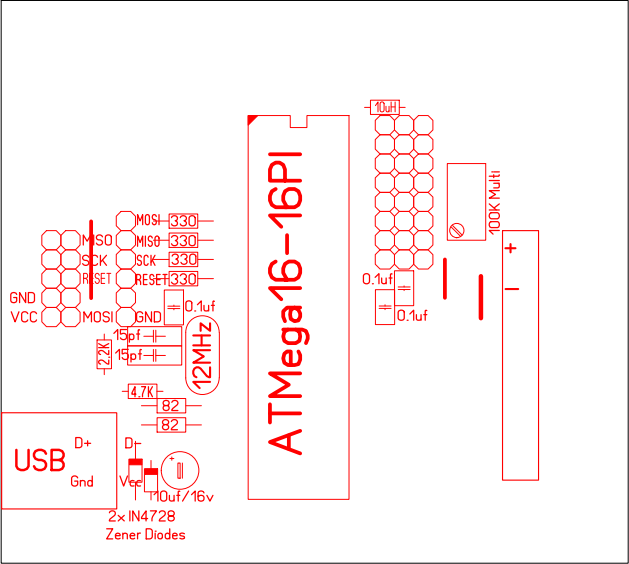 10uH
ATMega16-16PI
100K Multi
MOSI 330
MISO MISO 330
SCK SCK 330
RESET RESET 330
+
−
GND
0.1uf
0.1uf
0.1uf
VCC MOSI GND
15pf
15pf
2.2K
12MHz
4.7K
82
82
USB
D+
D-
Gnd
Vcc
+
10uf/16v
2x IN4728
Zener Diodes